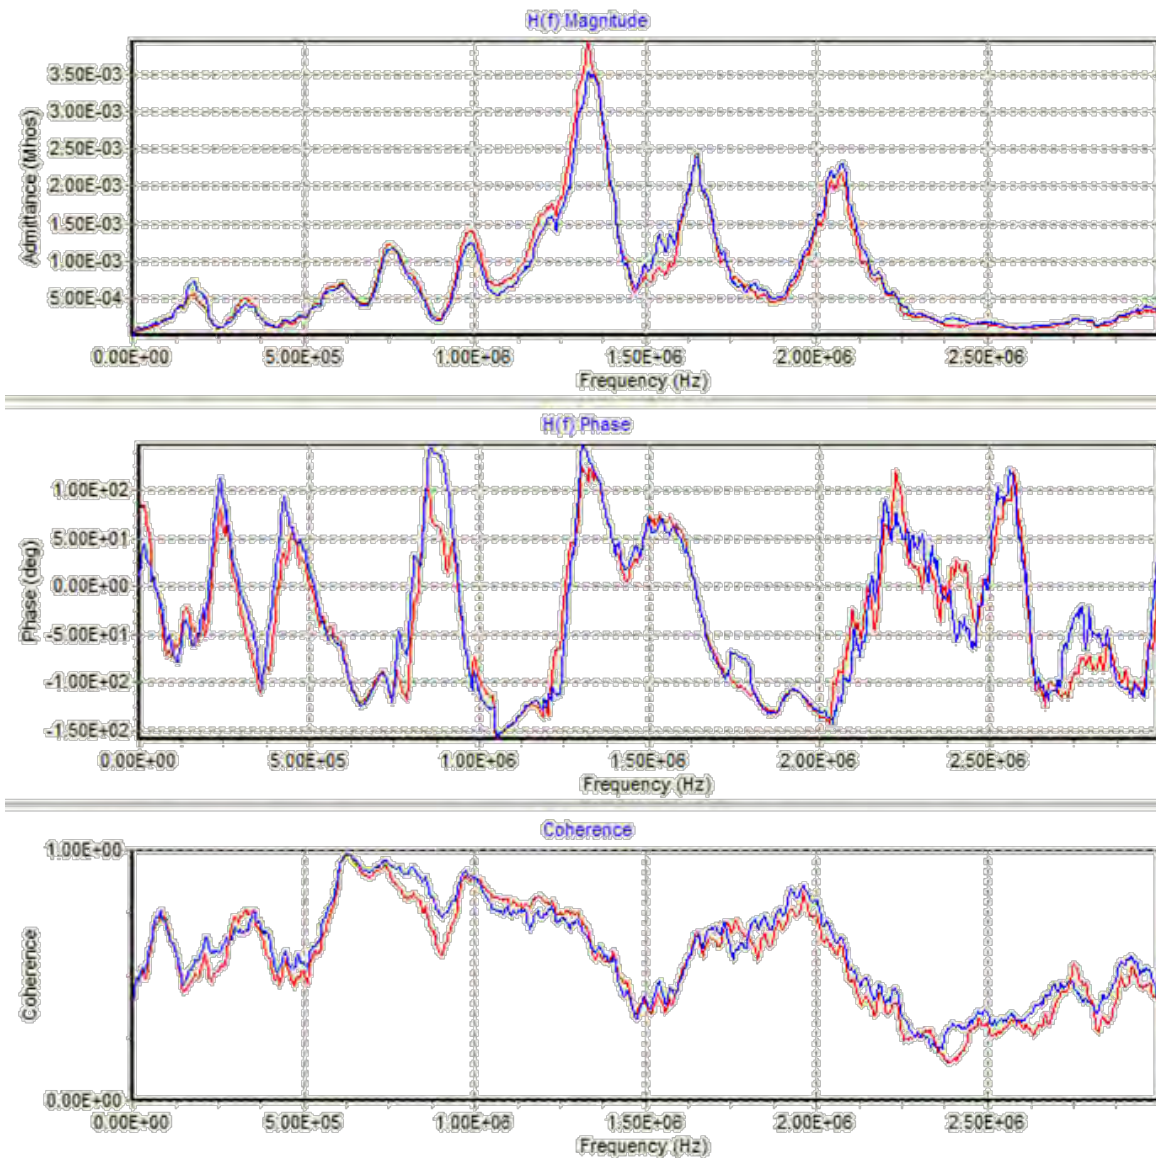 H(f) Magnitude
3.50E-03
3.00E-03
2.50E-03
2.00E-03
1.50E-03
1.00E-03
5.00E-04
Admittance (Mhos)
0.00E+00 5.00E+05 1.00E+06 1.50E+06 2.00E+06 2.50E+06
Frequency (Hz)
H(f) Phase
1.00E+02
5.00E+01
0.00E+00
-5.00E+01
-1.00E+02
-1.50E+02
Phase (deg)
0.00E+00 5.00E+05 1.00E+06 1.50E+06 2.00E+06 2.50E+06
Frequency (Hz)
Coherence
1.00E+00
Coherence
0.00E+00
0.00E+00 5.00E+05 1.00E+06 1.50E+06 2.00E+06 2.50E+06
Frequency (Hz)